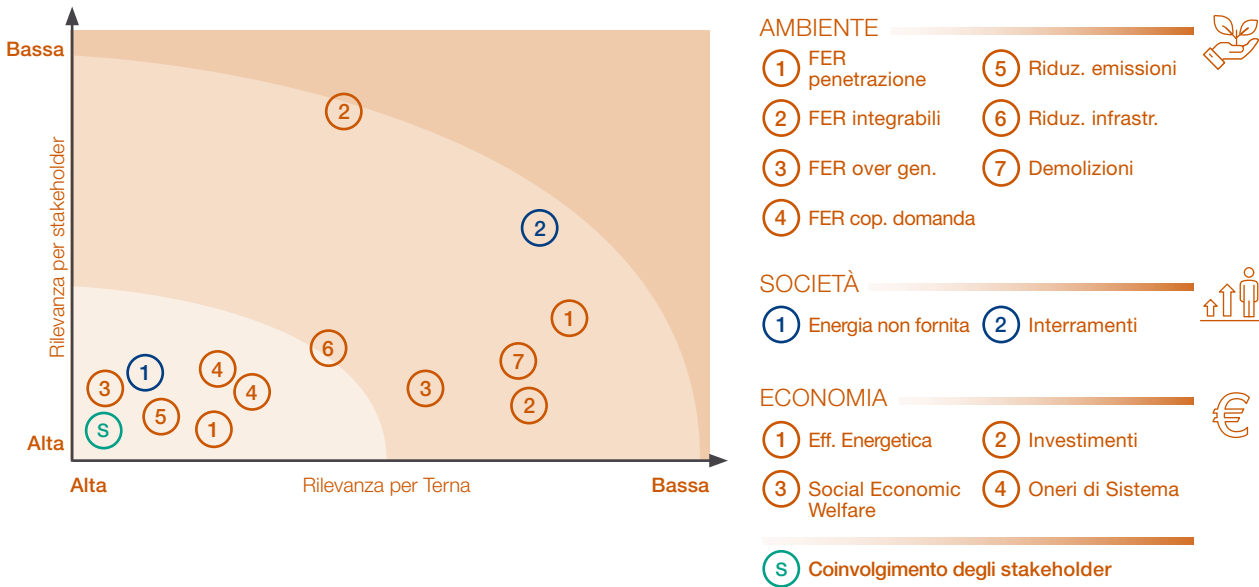 Bassa
Rilevanza per stakeholder
Alta
2
2
1
6
7
3
2
4
4
1
3
5
1
S
Alta
Rilevanza per Terna
Bassa
AMBIENTE
1 FER
penetrazione
5 Riduz. emissioni
2 FER integrabili
6 Riduz. infrastr.
3 FER over gen.
7 Demolizioni
4 FER cop. domanda
SOCIETÀ
1 Energia non fornita
2 Interramenti
ECONOMIA
€
1 Eff. Energetica
2 Investimenti
3 Social Economic
Welfare
4 Oneri di Sistema
S Coinvolgimento degli stakeholder